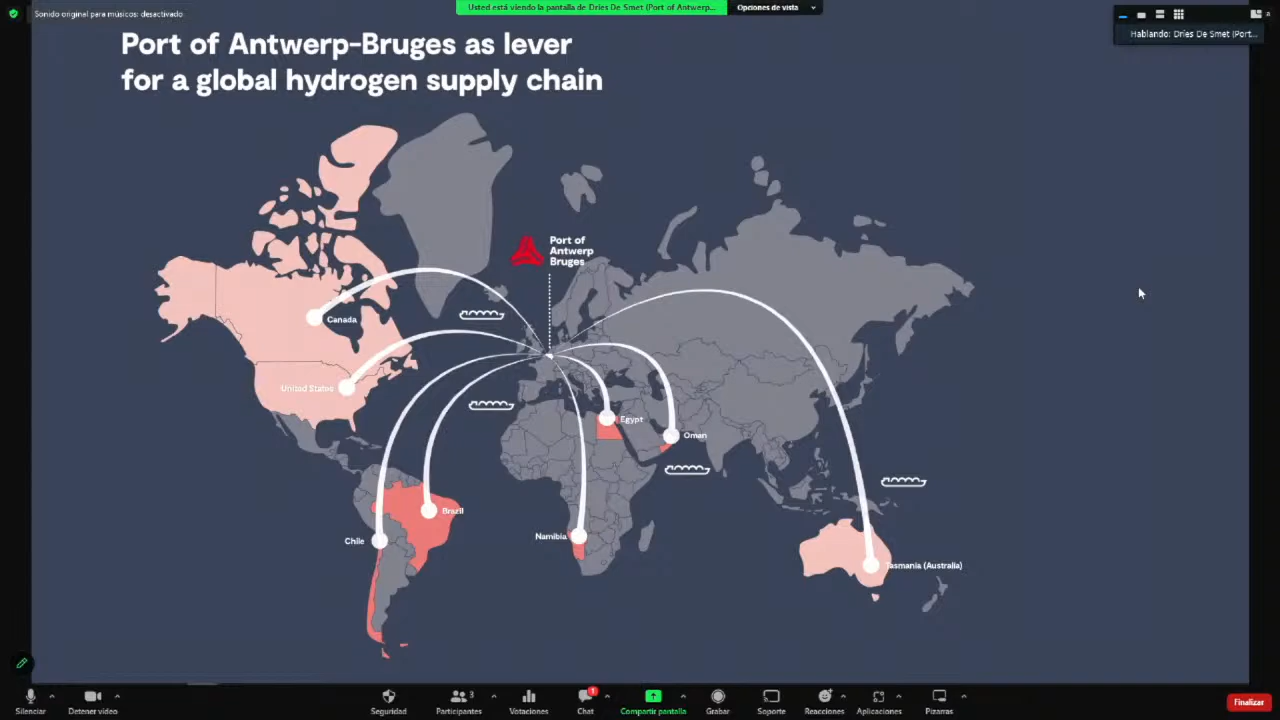 Sonido original para músicos: desactivado
Usted está viendo la pantalla de Dries De Smet (Port of Antwerp...
Opciones de vista
Hablando: Dries De Smet (Port...
Port of Antwerp-Bruges as lever
for a global hydrogen supply chain
Port of
Antwerp
Bruges
Canada
United States
Egypt
Oman
Brazil
Chile
Namibia
Tasmania (Australia)
Silenciar
Detener video
Seguridad
3
Participantes
Votaciones
1
Chat
Compartir pantalla
Grabar
Soporte
Reacciones
Aplicaciones
Pizarras
Finalizar